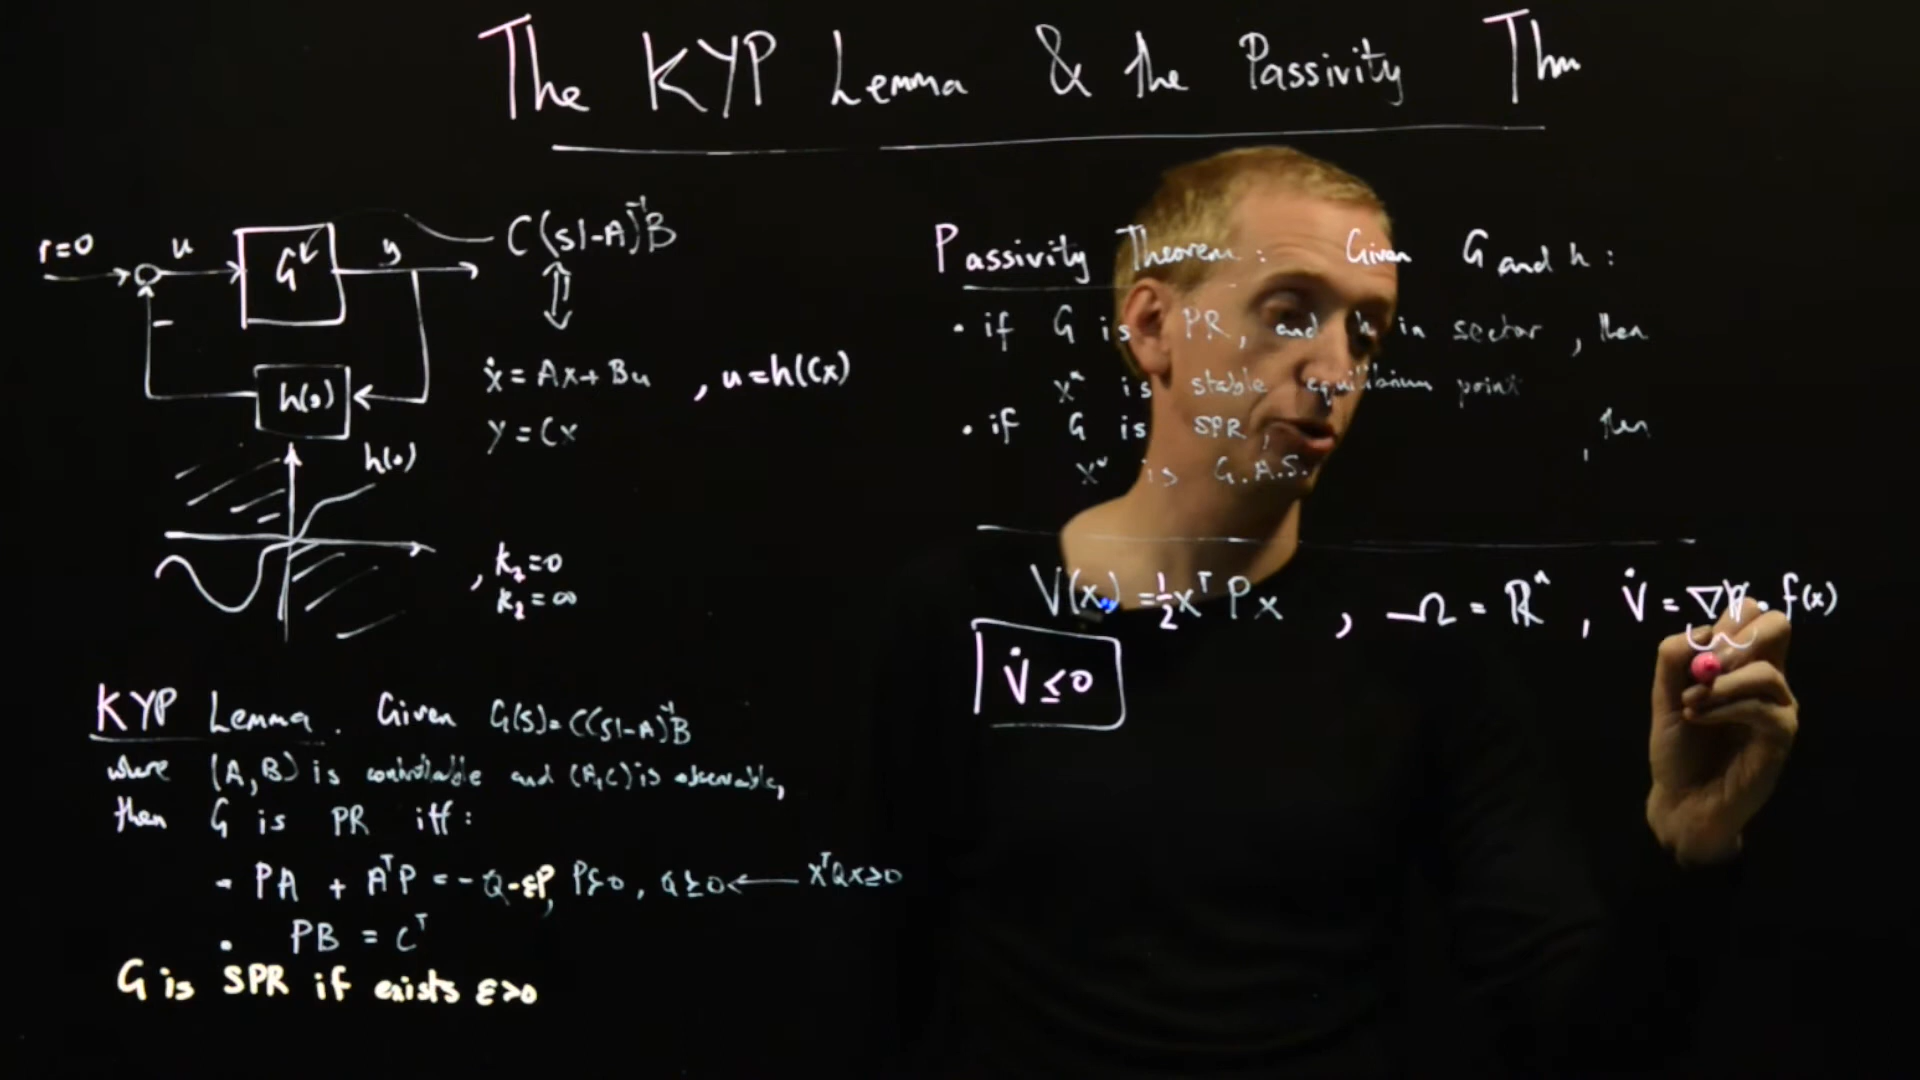 The KYP Lemma & the Passivity Thm
r=0 u G y C(sI-A)⁻¹B
-
h(·)
ẋ = Ax + Bu , u=h(Cx)
y = Cx
h(·)
, k₂=0
k₂=∞
KYP Lemma. Given G(s)=C(sI-A)⁻¹B
where (A,B) is controllable and (A,C) is observable,
then G is PR iff:
- PA + AᵀP = -Q-εP, P≻0, Q⪰0 ← xᵀQx≥0
• PB = Cᵀ
G is SPR if exists ε>0
Passivity Theorem: Given G and h:
• if G is PR, and h in sector, then
x* is stable equilibrium point
• if G is SPR, , then
x* is G.A.S.
V(x) = ½xᵀPx , Ω = ℝⁿ, V̇ = ∇V · f(x)
V̇ ≤ 0